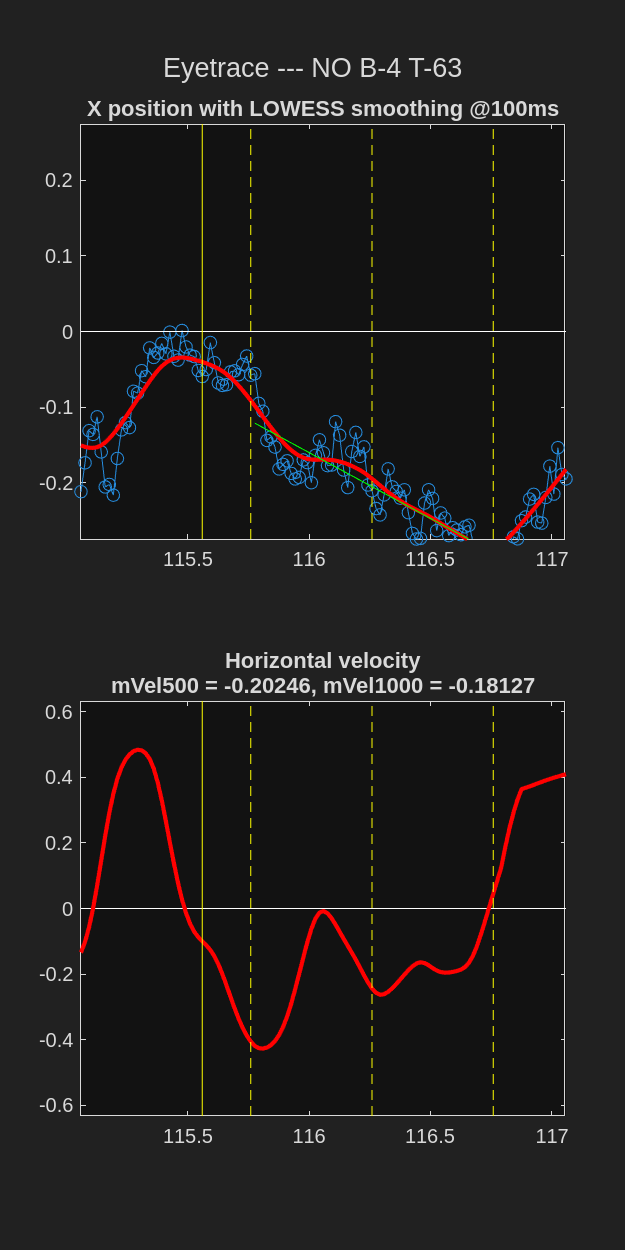 Eyetrace --- NO B-4 T-63
X position with LOWESS smoothing @100ms
0.2
0.1
0
-0.1
-0.2
115.5 116 116.5 117
Horizontal velocity
mVel500 = -0.20246, mVel1000 = -0.18127
0.6
0.4
0.2
0
-0.2
-0.4
-0.6
115.5 116 116.5 117